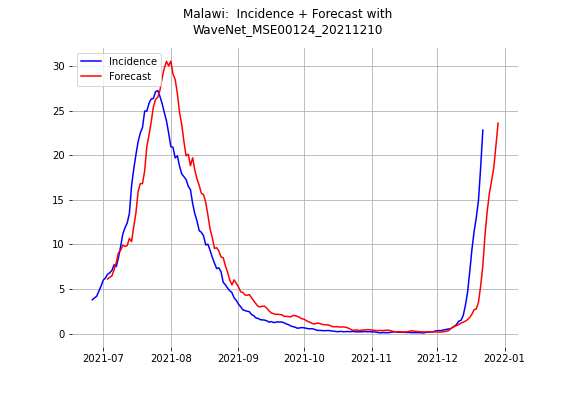 Malawi:  Incidence + Forecast with
WaveNet_MSE00124_20211210
Incidence
Forecast
30
25
20
15
10
5
0
2021-07 2021-08 2021-09 2021-10 2021-11 2021-12 2022-01